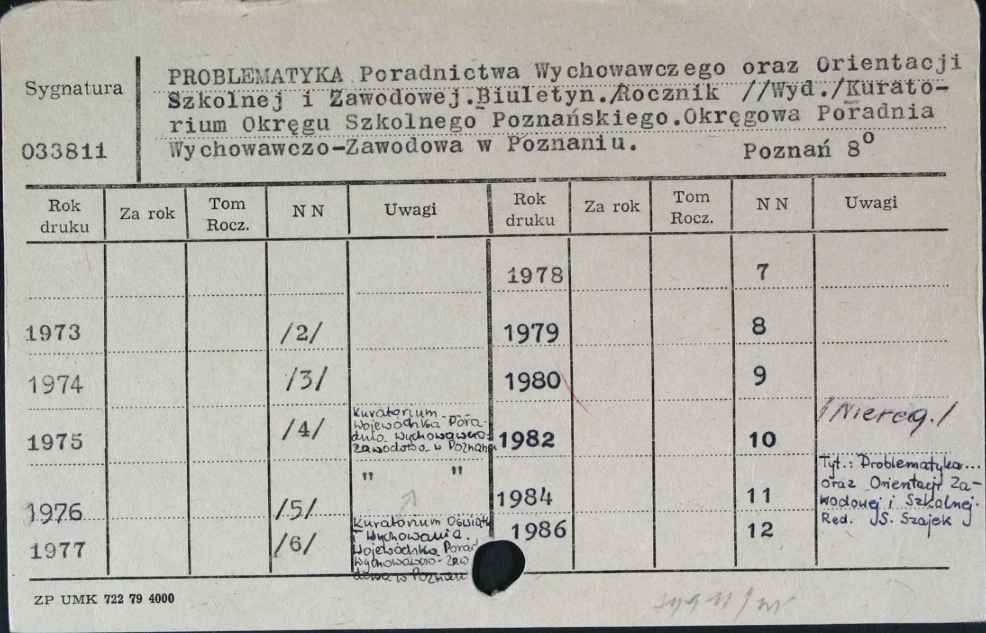 Sygnatura
033811
PROBLEMATYKA Poradnictwa Wychowawczego oraz Orientacji
Szkolnej i Zawodowej.Biuletyn./Rocznik //Wyd./Kurato-
rium Okręgu Szkolnego Poznańskiego.Okręgowa Poradnia
Wychowawczo-Zawodowa w Poznaniu. Poznań 8⁰
Rok druku Za rok Tom Rocz. N N Uwagi Rok druku Za rok Tom Rocz. N N Uwagi
1978 7
1973 /2/ 1979 8
1974 /3/ 1980 9
1975 /4/ Kuratorium.
Wojewódzka Pora-
dnia Wychowawczo-
Zawodowa w Poznaniu
1982 10 /Niereg./
" "
1976 /5/ 1984 11
Tyt.: Problematyka...
oraz Orientacji Za-
wodowej i Szkolnej.
Red. S. Szajek
1977 /6/ Kuratorium Oświaty
i Wychowania.
Wojewódzka Porad
Wychowawczo-Zaw
dowa w Poznaniu
1986 12
ZP UMK 722 79 4000